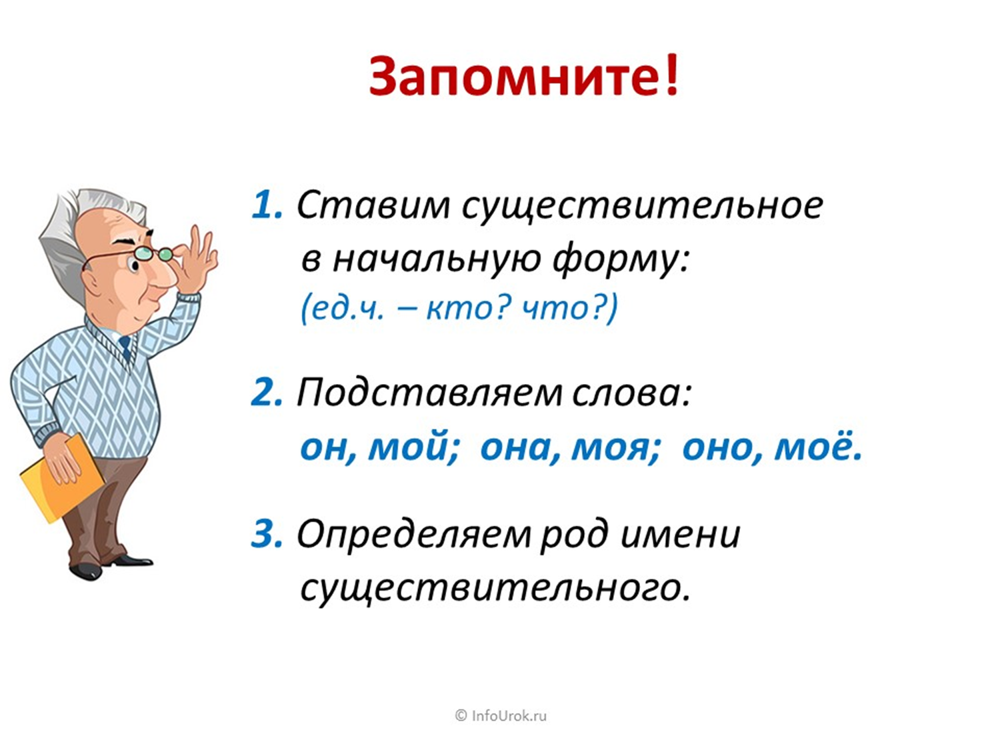 Запомните!
1. Ставим существительное
в начальную форму:
(ед.ч. – кто? что?)
2. Подставляем слова:
он, мой; она, моя; оно, моё.
3. Определяем род имени
существительного.
© InfoUrok.ru